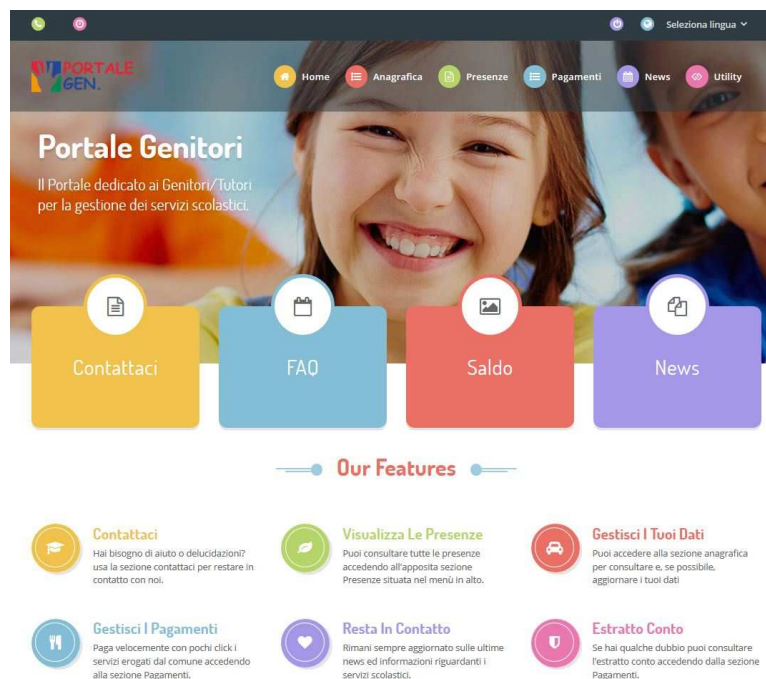 Seleziona lingua
PORTALE
GEN.
Home
Anagrafica
Presenze
Pagamenti
News
Utility
Portale Genitori
Il Portale dedicato ai Genitori/Tutori
per la gestione dei servizi scolastici.
Contattaci
FAQ
Saldo
News
Our Features
Contattaci
Hai bisogno di aiuto o delucidazioni?
usa la sezione contattaci per restare in
contatto con noi.
Visualizza Le Presenze
Puoi consultare tutte le presenze
accedendo all'apposita sezione
Presenze situata nel menù in alto.
Gestisci I Tuoi Dati
Puoi accedere alla sezione anagrafica
per consultare e, se possibile,
aggiornare i tuoi dati
Gestisci I Pagamenti
Paga velocemente con pochi click i
servizi erogati dal comune accedendo
alla sezione Pagamenti.
Resta In Contatto
Rimani sempre aggiornato sulle ultime
news ed informazioni riguardanti i
servizi scolastici.
Estratto Conto
Se hai qualche dubbio puoi consultare
l'estratto conto accedendo dalla sezione
Pagamenti.